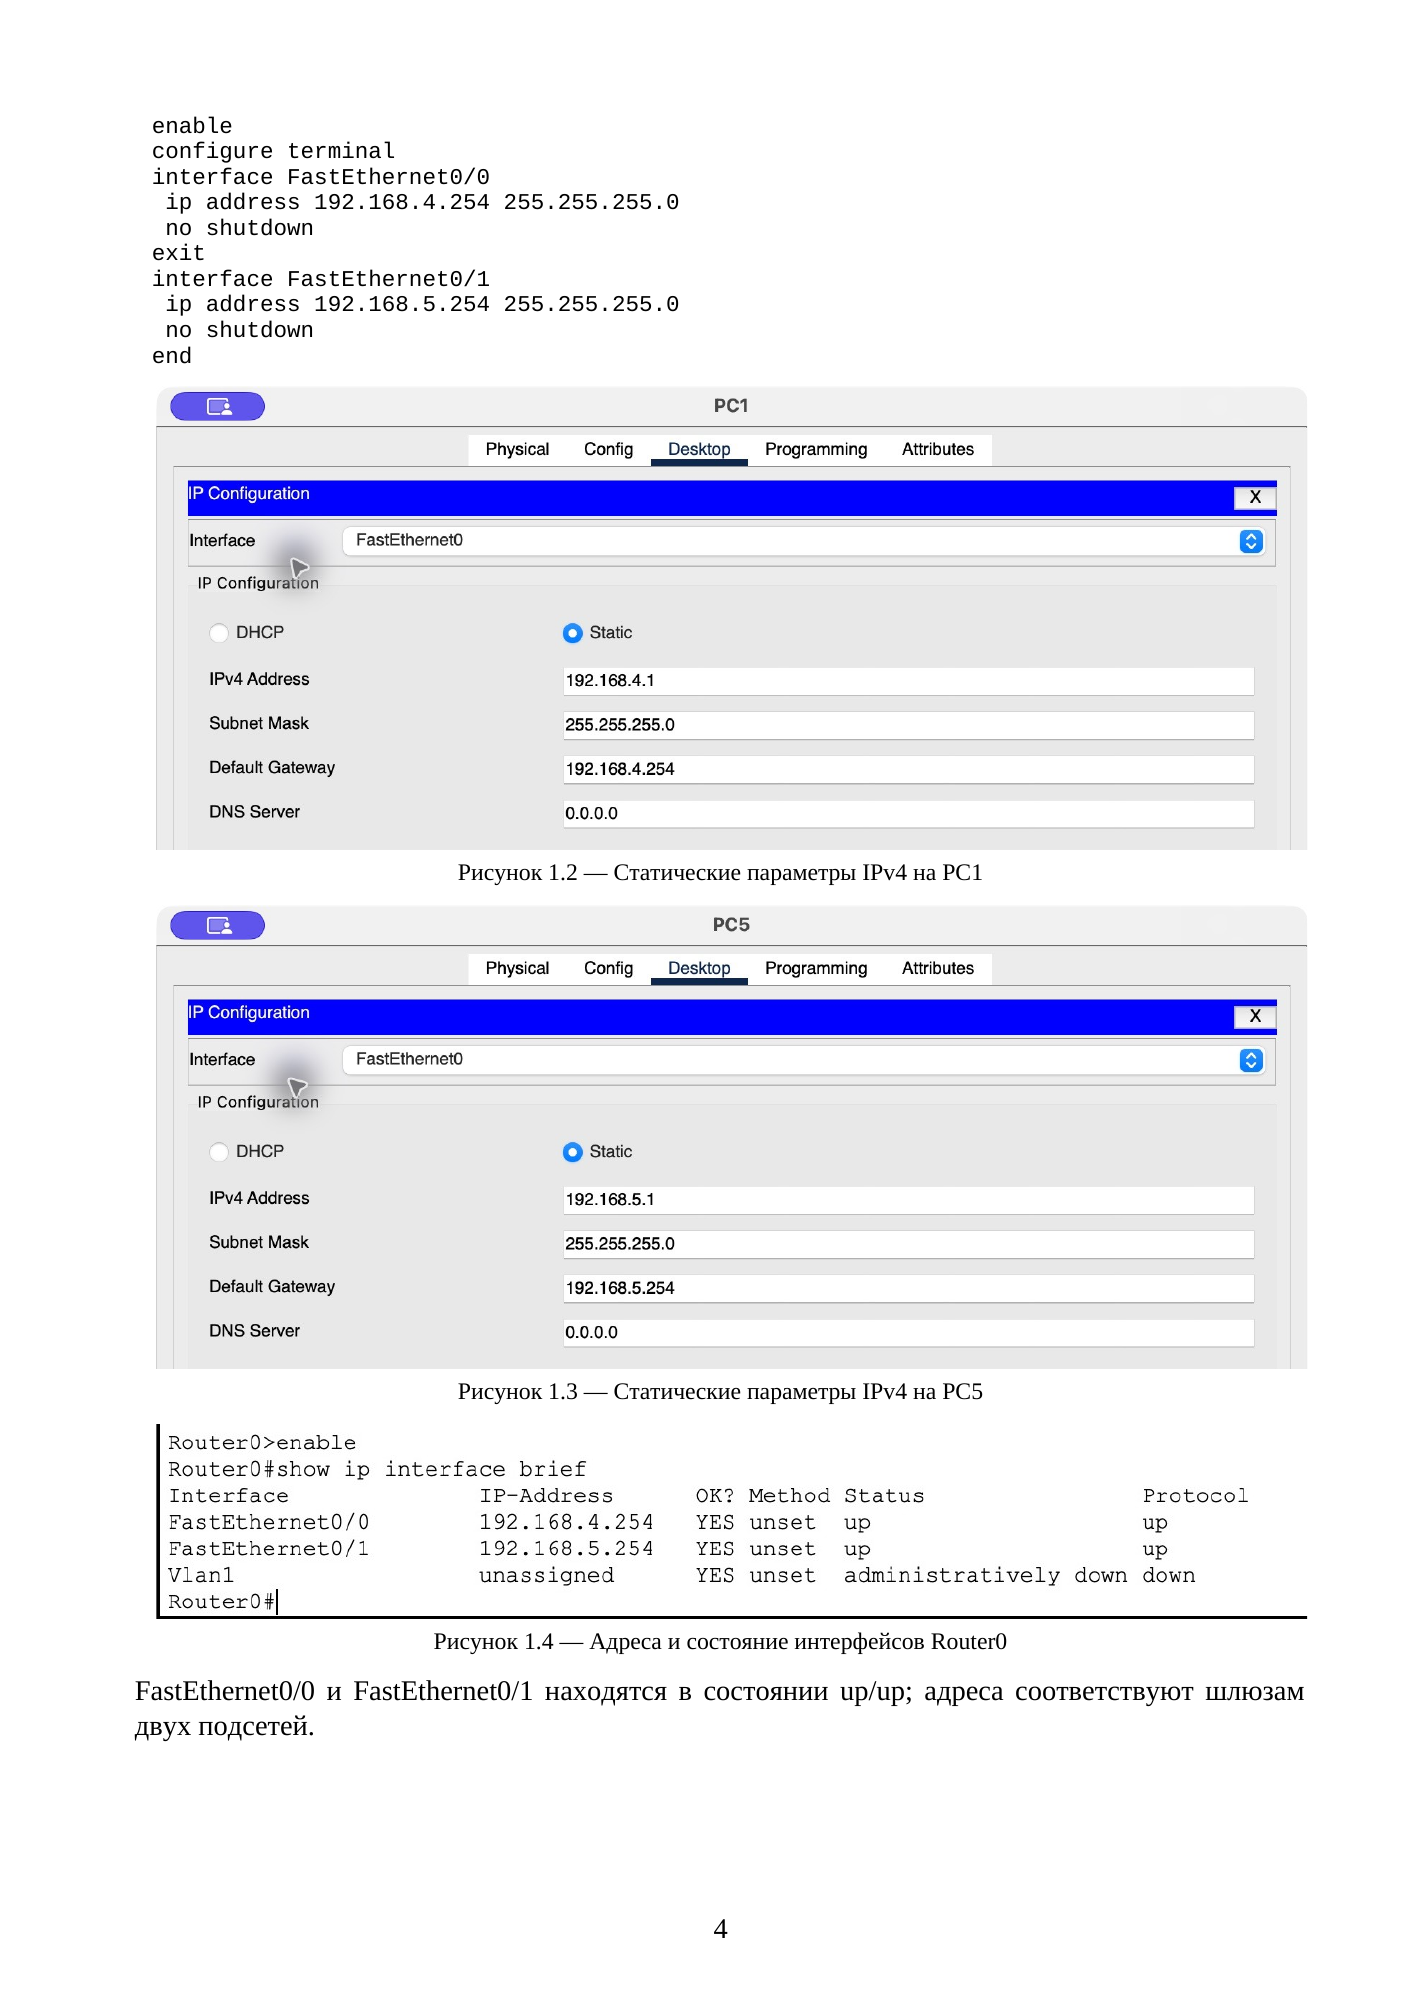 enable
configure terminal
interface FastEthernet0/0
 ip address 192.168.4.254 255.255.255.0
 no shutdown
exit
interface FastEthernet0/1
 ip address 192.168.5.254 255.255.255.0
 no shutdown
end
PC1
Physical Config Desktop Programming Attributes
IP Configuration X
Interface FastEthernet0
IP Configuration
DHCP Static
IPv4 Address 192.168.4.1
Subnet Mask 255.255.255.0
Default Gateway 192.168.4.254
DNS Server 0.0.0.0
Рисунок 1.2 — Статические параметры IPv4 на PC1
PC5
Physical Config Desktop Programming Attributes
IP Configuration X
Interface FastEthernet0
IP Configuration
DHCP Static
IPv4 Address 192.168.5.1
Subnet Mask 255.255.255.0
Default Gateway 192.168.5.254
DNS Server 0.0.0.0
Рисунок 1.3 — Статические параметры IPv4 на PC5
Router0>enable
Router0#show ip interface brief
Interface IP-Address OK? Method Status Protocol
FastEthernet0/0 192.168.4.254 YES unset up up
FastEthernet0/1 192.168.5.254 YES unset up up
Vlan1 unassigned YES unset administratively down down
Router0#
Рисунок 1.4 — Адреса и состояние интерфейсов Router0
FastEthernet0/0 и FastEthernet0/1 находятся в состоянии up/up; адреса соответствуют шлюзам
двух подсетей.
4